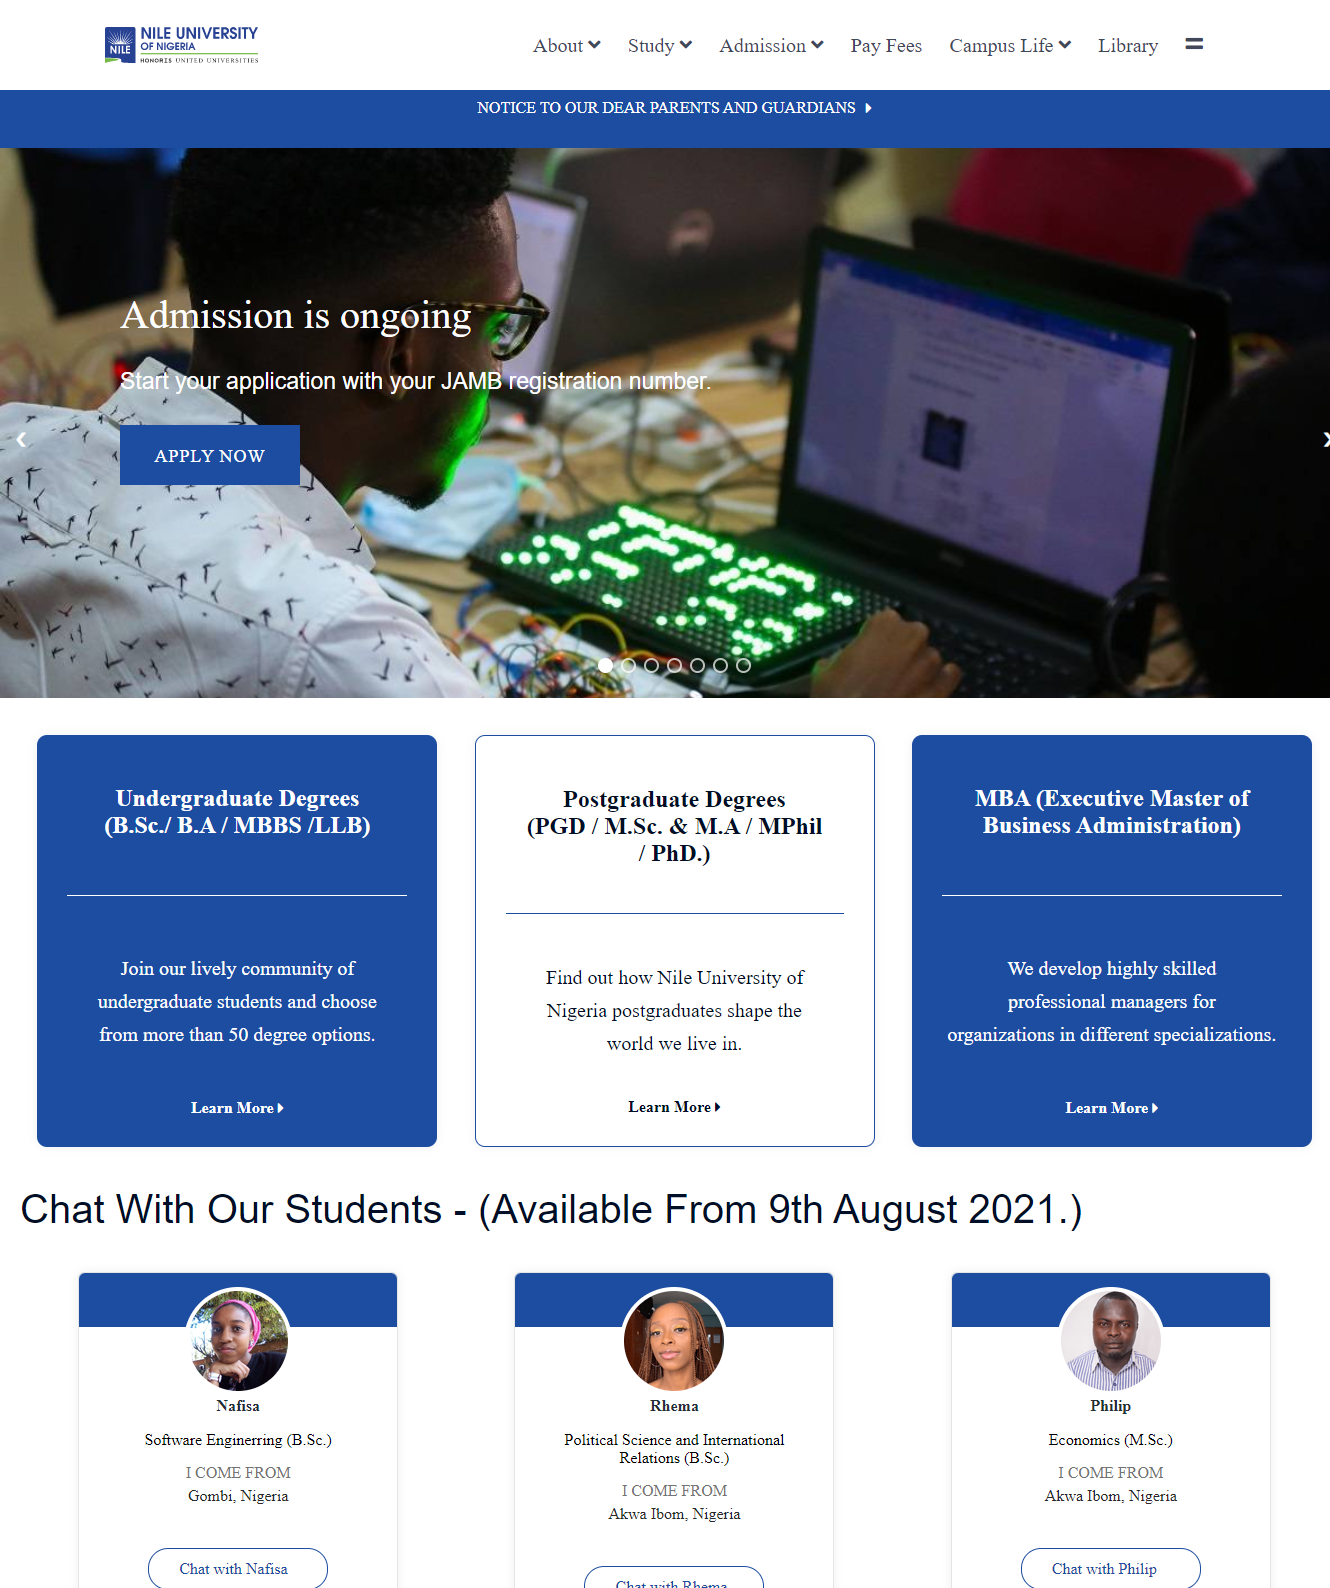 NILE UNIVERSITY
OF NIGERIA
NILE
HONORIS UNITED UNIVERSITIES
About
Study
Admission
Pay Fees
Campus Life
Library
NOTICE TO OUR DEAR PARENTS AND GUARDIANS
Admission is ongoing
Start your application with your JAMB registration number.
APPLY NOW
Undergraduate Degrees
(B.Sc./ B.A / MBBS /LLB)
Join our lively community of
undergraduate students and choose
from more than 50 degree options.
Learn More
Postgraduate Degrees
(PGD / M.Sc. & M.A / MPhil
/ PhD.)
Find out how Nile University of
Nigeria postgraduates shape the
world we live in.
Learn More
MBA (Executive Master of
Business Administration)
We develop highly skilled
professional managers for
organizations in different specializations.
Learn More
Chat With Our Students - (Available From 9th August 2021.)
Nafisa
Software Enginerring (B.Sc.)
I COME FROM
Gombi, Nigeria
Chat with Nafisa
Rhema
Political Science and International
Relations (B.Sc.)
I COME FROM
Akwa Ibom, Nigeria
Chat with Rhema
Philip
Economics (M.Sc.)
I COME FROM
Akwa Ibom, Nigeria
Chat with Philip